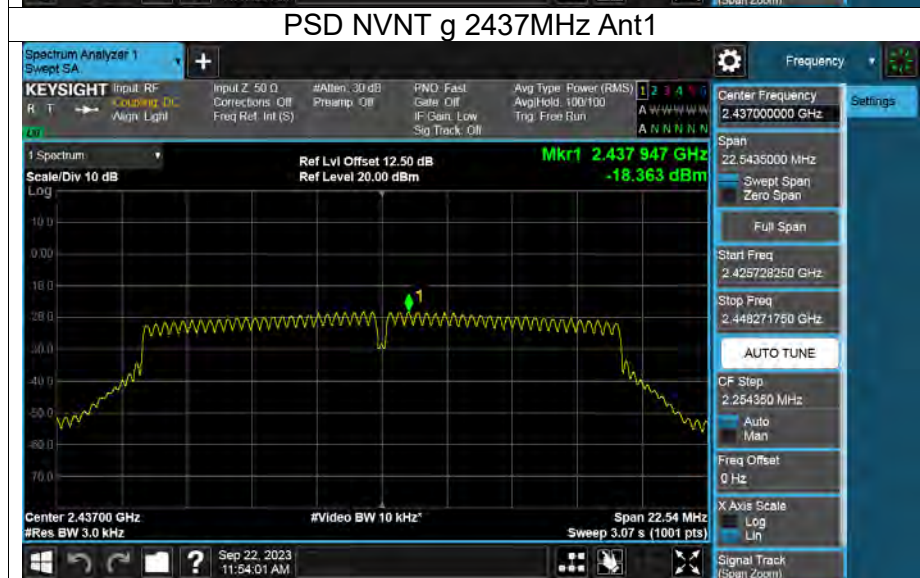 (Span Zoom)
PSD NVNT g 2437MHz Ant1
Spectrum Analyzer 1
Swept SA
+
Frequency
KEYSIGHT
R T
Input: RF
Coupling: DC
Align: Light
Input Z: 50 Ω
Corrections: Off
Freq Ref: Int (S)
#Atten: 30 dB
Preamp: Off
PNO: Fast
Gate: Off
IF Gain: Low
Sig Track: Off
Avg Type: Power (RMS)
Avg|Hold: 100/100
Trig: Free Run
1 2 3 4 5 6
A W W W W W
A N N N N N
1 Spectrum
Scale/Div 10 dB
Log
Ref Lvl Offset 12.50 dB
Ref Level 20.00 dBm
Mkr1 2.437 947 GHz
-18.363 dBm
10.0
0.00
1
Center 2.43700 GHz
#Res BW 3.0 kHz
#Video BW 10 kHz*
Span 22.54 MHz
Sweep 3.07 s (1001 pts)
?
Sep 22, 2023
11:54:01 AM
Center Frequency
2.437000000 GHz
Settings
Span
22.5435000 MHz
Swept Span
Zero Span
Full Span
Start Freq
2.425728250 GHz
Stop Freq
2.448271750 GHz
AUTO TUNE
CF Step
2.254350 MHz
Auto
Man
Freq Offset
0 Hz
X Axis Scale
Log
Lin
Signal Track
(Span Zoom)